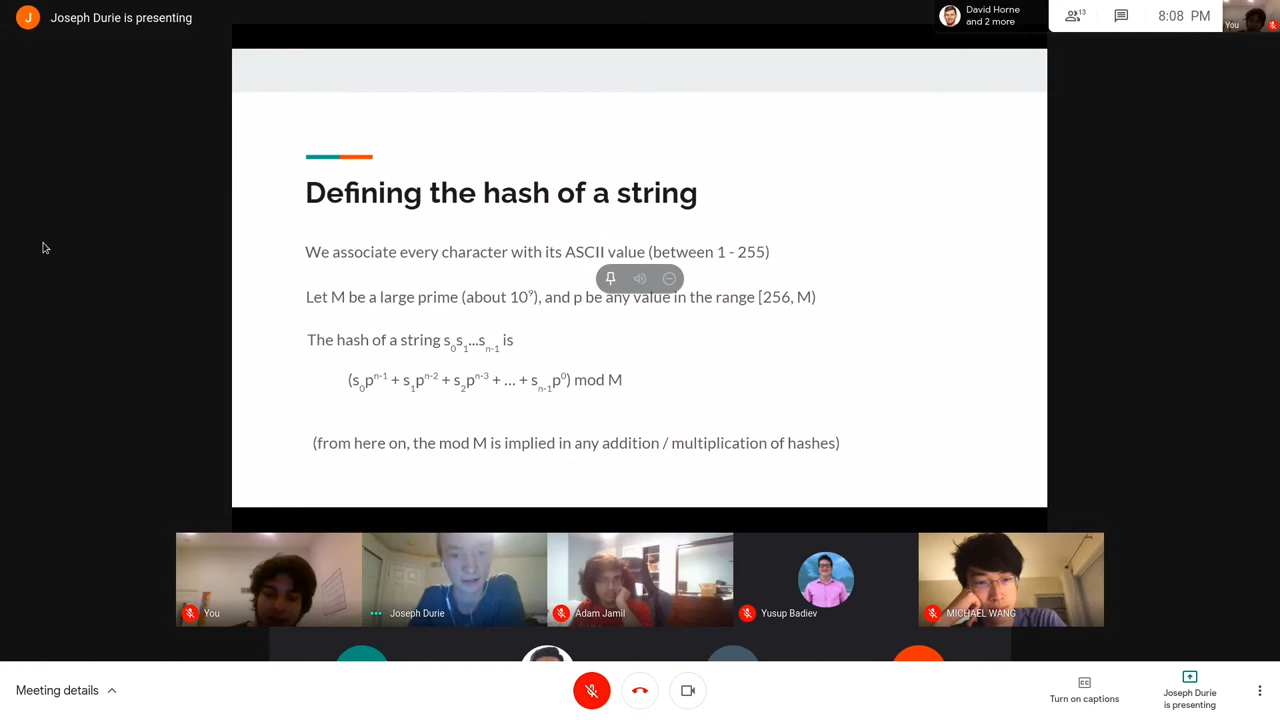 J Joseph Durie is presenting
David Horne
and 2 more
13
8:08 PM
You
Defining the hash of a string
We associate every character with its ASCII value (between 1 - 255)
Let M be a large prime (about 10⁹), and p be any value in the range [256, M)
The hash of a string s₀s₁...sₙ₋₁ is
(s₀pⁿ⁻¹ + s₁pⁿ⁻² + s₂pⁿ⁻³ + ... + sₙ₋₁p⁰) mod M
(from here on, the mod M is implied in any addition / multiplication of hashes)
You
Joseph Durie
Adam Jamil
Yusup Badiev
MICHAEL WANG
Meeting details
CC
Turn on captions
Joseph Durie
is presenting